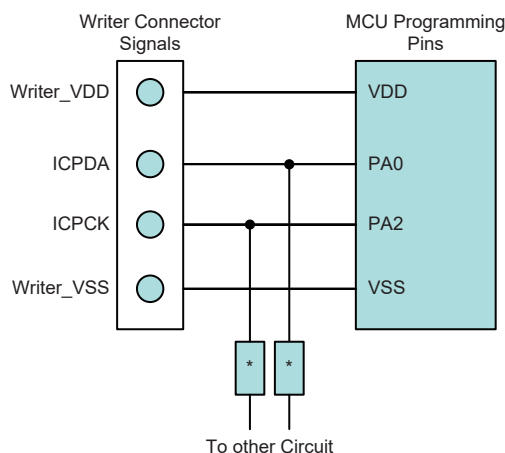 Writer Connector
Signals
MCU Programming
Pins
Writer_VDD
VDD
ICPDA
PA0
ICPCK
PA2
Writer_VSS
VSS
*
*
To other Circuit